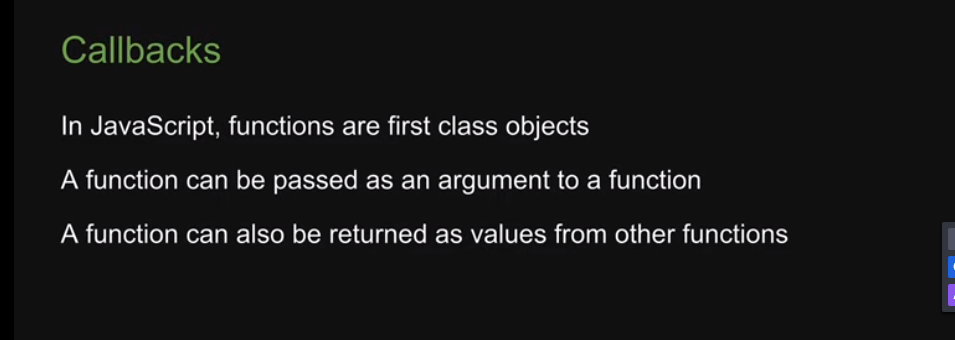 Callbacks
In JavaScript, functions are first class objects
A function can be passed as an argument to a function
A function can also be returned as values from other functions